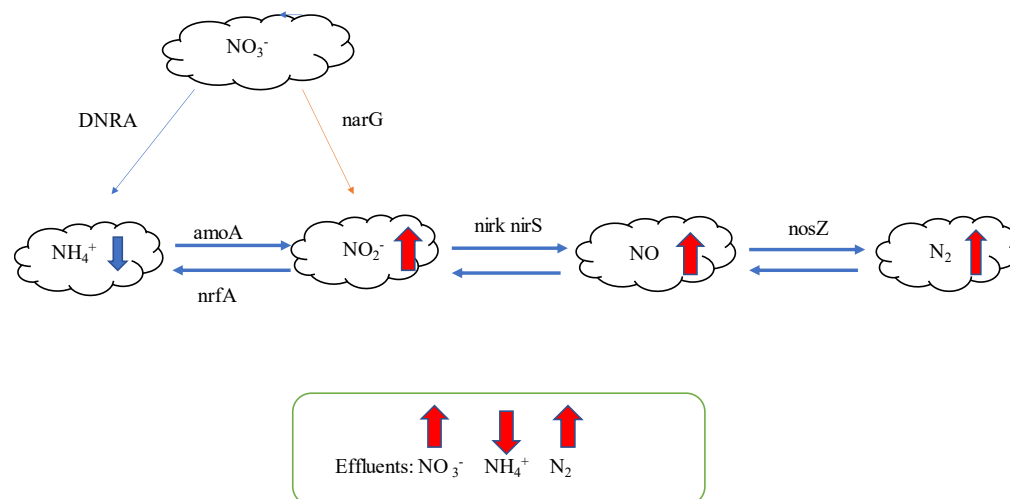 NO₃⁻
DNRA
narG
NH₄⁺
amoA
NO₂⁻
nirk nirS
NO
nosZ
N₂
nrfA
Effluents: NO₃⁻ NH₄⁺ N₂